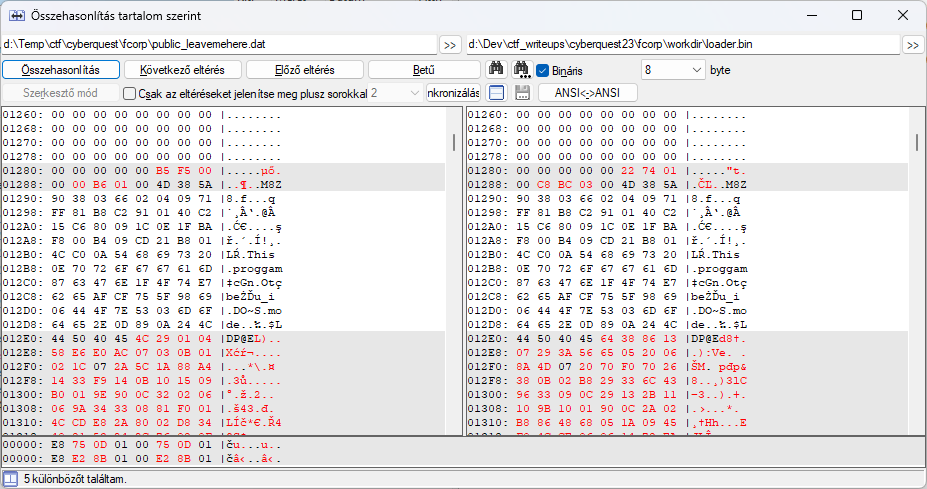 Összehasonlítás tartalom szerint
d:\Temp\ctf\cyberquest\fcorp\public_leavemehere.dat >> d:\Dev\ctf_writeups\cyberquest23\fcorp\workdir\loader.bin >>
Összehasonlítás Következő eltérés Előző eltérés Betű Bináris 8 byte
Szerkesztő mód Csak az eltéréseket jelenítse meg plusz sorokkal 2 nkronizálás ANSI<->ANSI
01260: 00 00 00 00 00 00 00 00 |........ 01260: 00 00 00 00 00 00 00 00 |........
01268: 00 00 00 00 00 00 00 00 |........ 01268: 00 00 00 00 00 00 00 00 |........
01270: 00 00 00 00 00 00 00 00 |........ 01270: 00 00 00 00 00 00 00 00 |........
01278: 00 00 00 00 00 00 00 00 |........ 01278: 00 00 00 00 00 00 00 00 |........
01280: 00 00 00 00 00 B5 F5 00 |.....µő. 01280: 00 00 00 00 00 22 74 01 |....."t.
01288: 00 00 B6 01 00 4D 38 5A |..¶..M8Z 01288: 00 C8 BC 03 00 4D 38 5A |.ČĽ..M8Z
01290: 90 38 03 66 02 04 09 71 |8.f...q 01290: 90 38 03 66 02 04 09 71 |8.f...q
01298: FF 81 B8 C2 91 01 40 C2 |˙¸Â‘.@Â 01298: FF 81 B8 C2 91 01 40 C2 |˙¸Â‘.@Â
012A0: 15 C6 80 09 1C 0E 1F BA |.Ć€....ş 012A0: 15 C6 80 09 1C 0E 1F BA |.Ć€....ş
012A8: F8 00 B4 09 CD 21 B8 01 |ř.´.Í!¸. 012A8: F8 00 B4 09 CD 21 B8 01 |ř.´.Í!¸.
012B0: 4C C0 0A 54 68 69 73 20 |LŔ.This 012B0: 4C C0 0A 54 68 69 73 20 |LŔ.This
012B8: 0E 70 72 6F 67 67 61 6D |.proggam 012B8: 0E 70 72 6F 67 67 61 6D |.proggam
012C0: 87 63 47 6E 1F 4F 74 E7 |‡cGn.Otç 012C0: 87 63 47 6E 1F 4F 74 E7 |‡cGn.Otç
012C8: 62 65 AF CF 75 5F 98 69 |beŻĎu_i 012C8: 62 65 AF CF 75 5F 98 69 |beŻĎu_i
012D0: 06 44 4F 7E 53 03 6D 6F |.DO~S.mo 012D0: 06 44 4F 7E 53 03 6D 6F |.DO~S.mo
012D8: 64 65 2E 0D 89 0A 24 4C |de..‰.$L 012D8: 64 65 2E 0D 89 0A 24 4C |de..‰.$L
012E0: 44 50 40 45 4C 29 01 04 |DP@EL).. 012E0: 44 50 40 45 64 38 86 13 |DP@Ed8†.
012E8: 58 E6 E0 AC 07 03 0B 01 |Xćŕ¬.... 012E8: 07 29 3A 56 65 05 20 06 |.):Ve. .
012F0: 02 1C 07 2A 5C 1A 88 A4 |...*\.¤ 012F0: 8A 4D 07 20 70 F0 70 26 |ŠM. pđp&
012F8: 14 33 F9 14 0B 10 15 09 |.3ů..... 012F8: 38 0B 02 B8 29 33 6C 43 |8..¸)3lC
01300: B0 01 9E 90 0C 32 02 06 |°.ž.2.. 01300: 96 33 09 0C 29 13 2B 11 |–3..).+.
01308: 06 9A 34 33 08 81 F0 01 |.š43.đ. 01308: 10 9B 10 01 90 0C 2A 02 |.›...*.
01310: 4C CD E8 2A 80 02 D8 34 |LÍč*€.Ř4 01310: B8 86 48 68 05 1A 09 45 |¸†Hh...E
00000: E8 75 0D 01 00 75 0D 01 |ču...u..
00000: E8 E2 8B 01 00 E2 8B 01 |čâ‹..â‹.
5 különbözőt találtam.